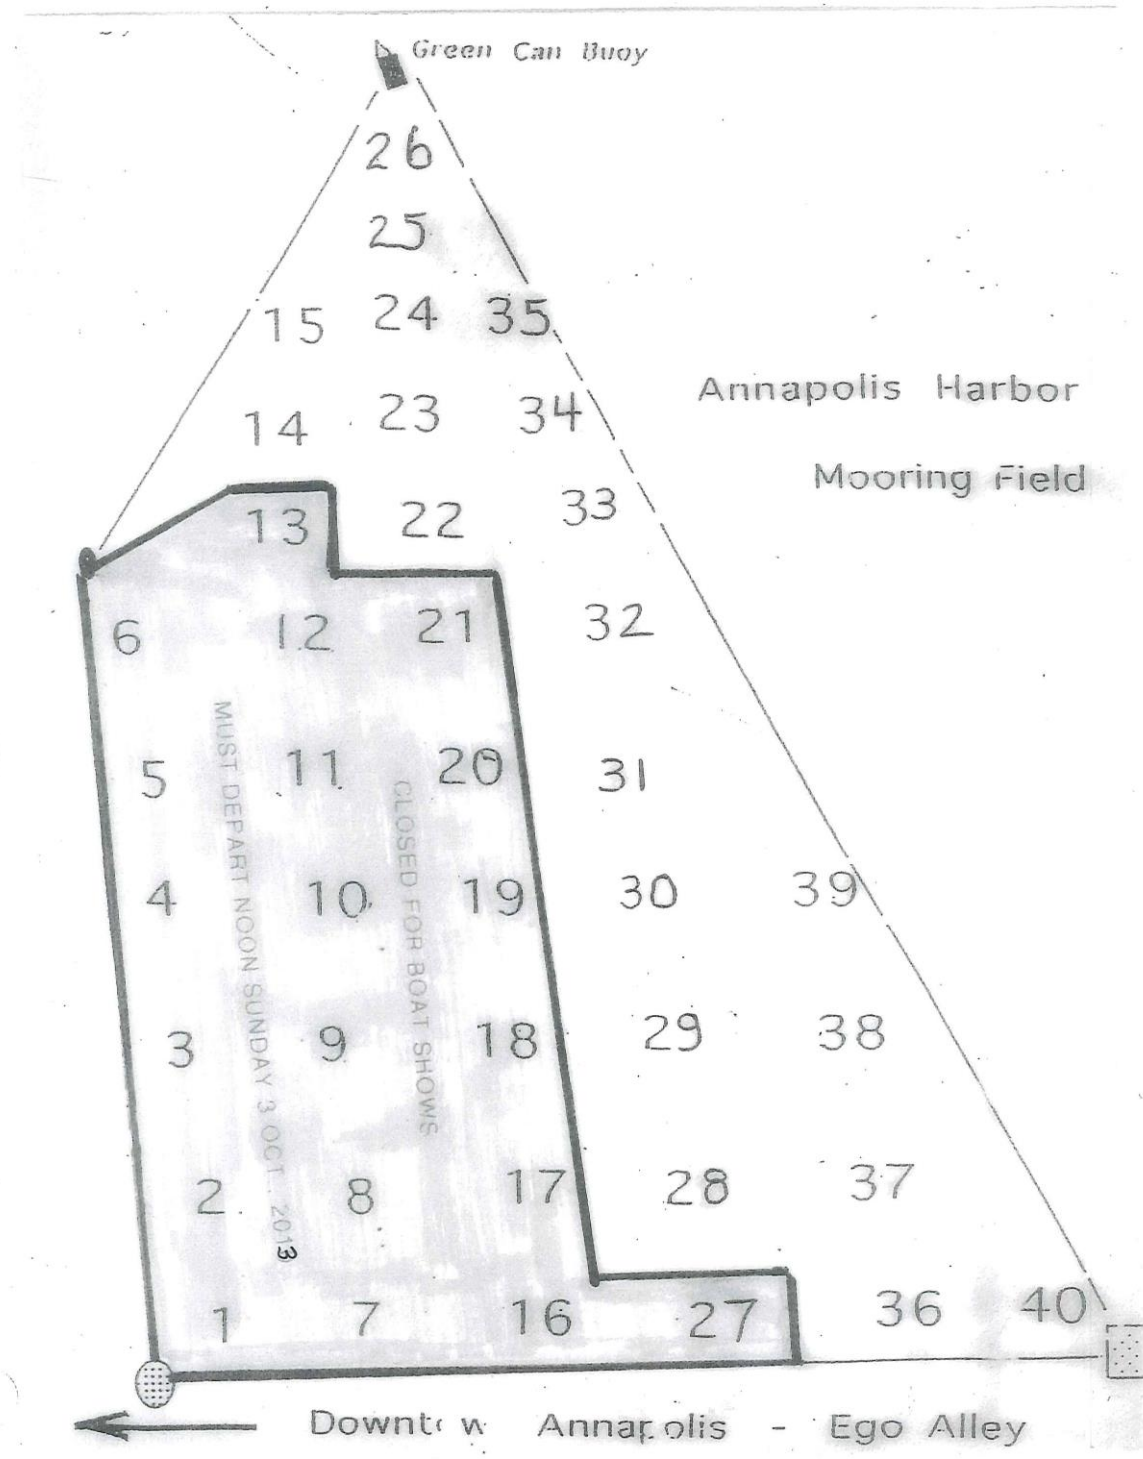 Green Can Buoy
26
25
15 24 35
14 23 34
Annapolis Harbor
Mooring Field
13 22 33
6 12 21 32
5 11 20 31
4 10 19 30 39
3 9 18 29 38
2 8 17 28 37
1 7 16 27 36 40
MUST DEPART NOON SUNDAY 3 OCT. 2013
CLOSED FOR BOAT SHOWS
Downtow Annapolis - Ego Alley